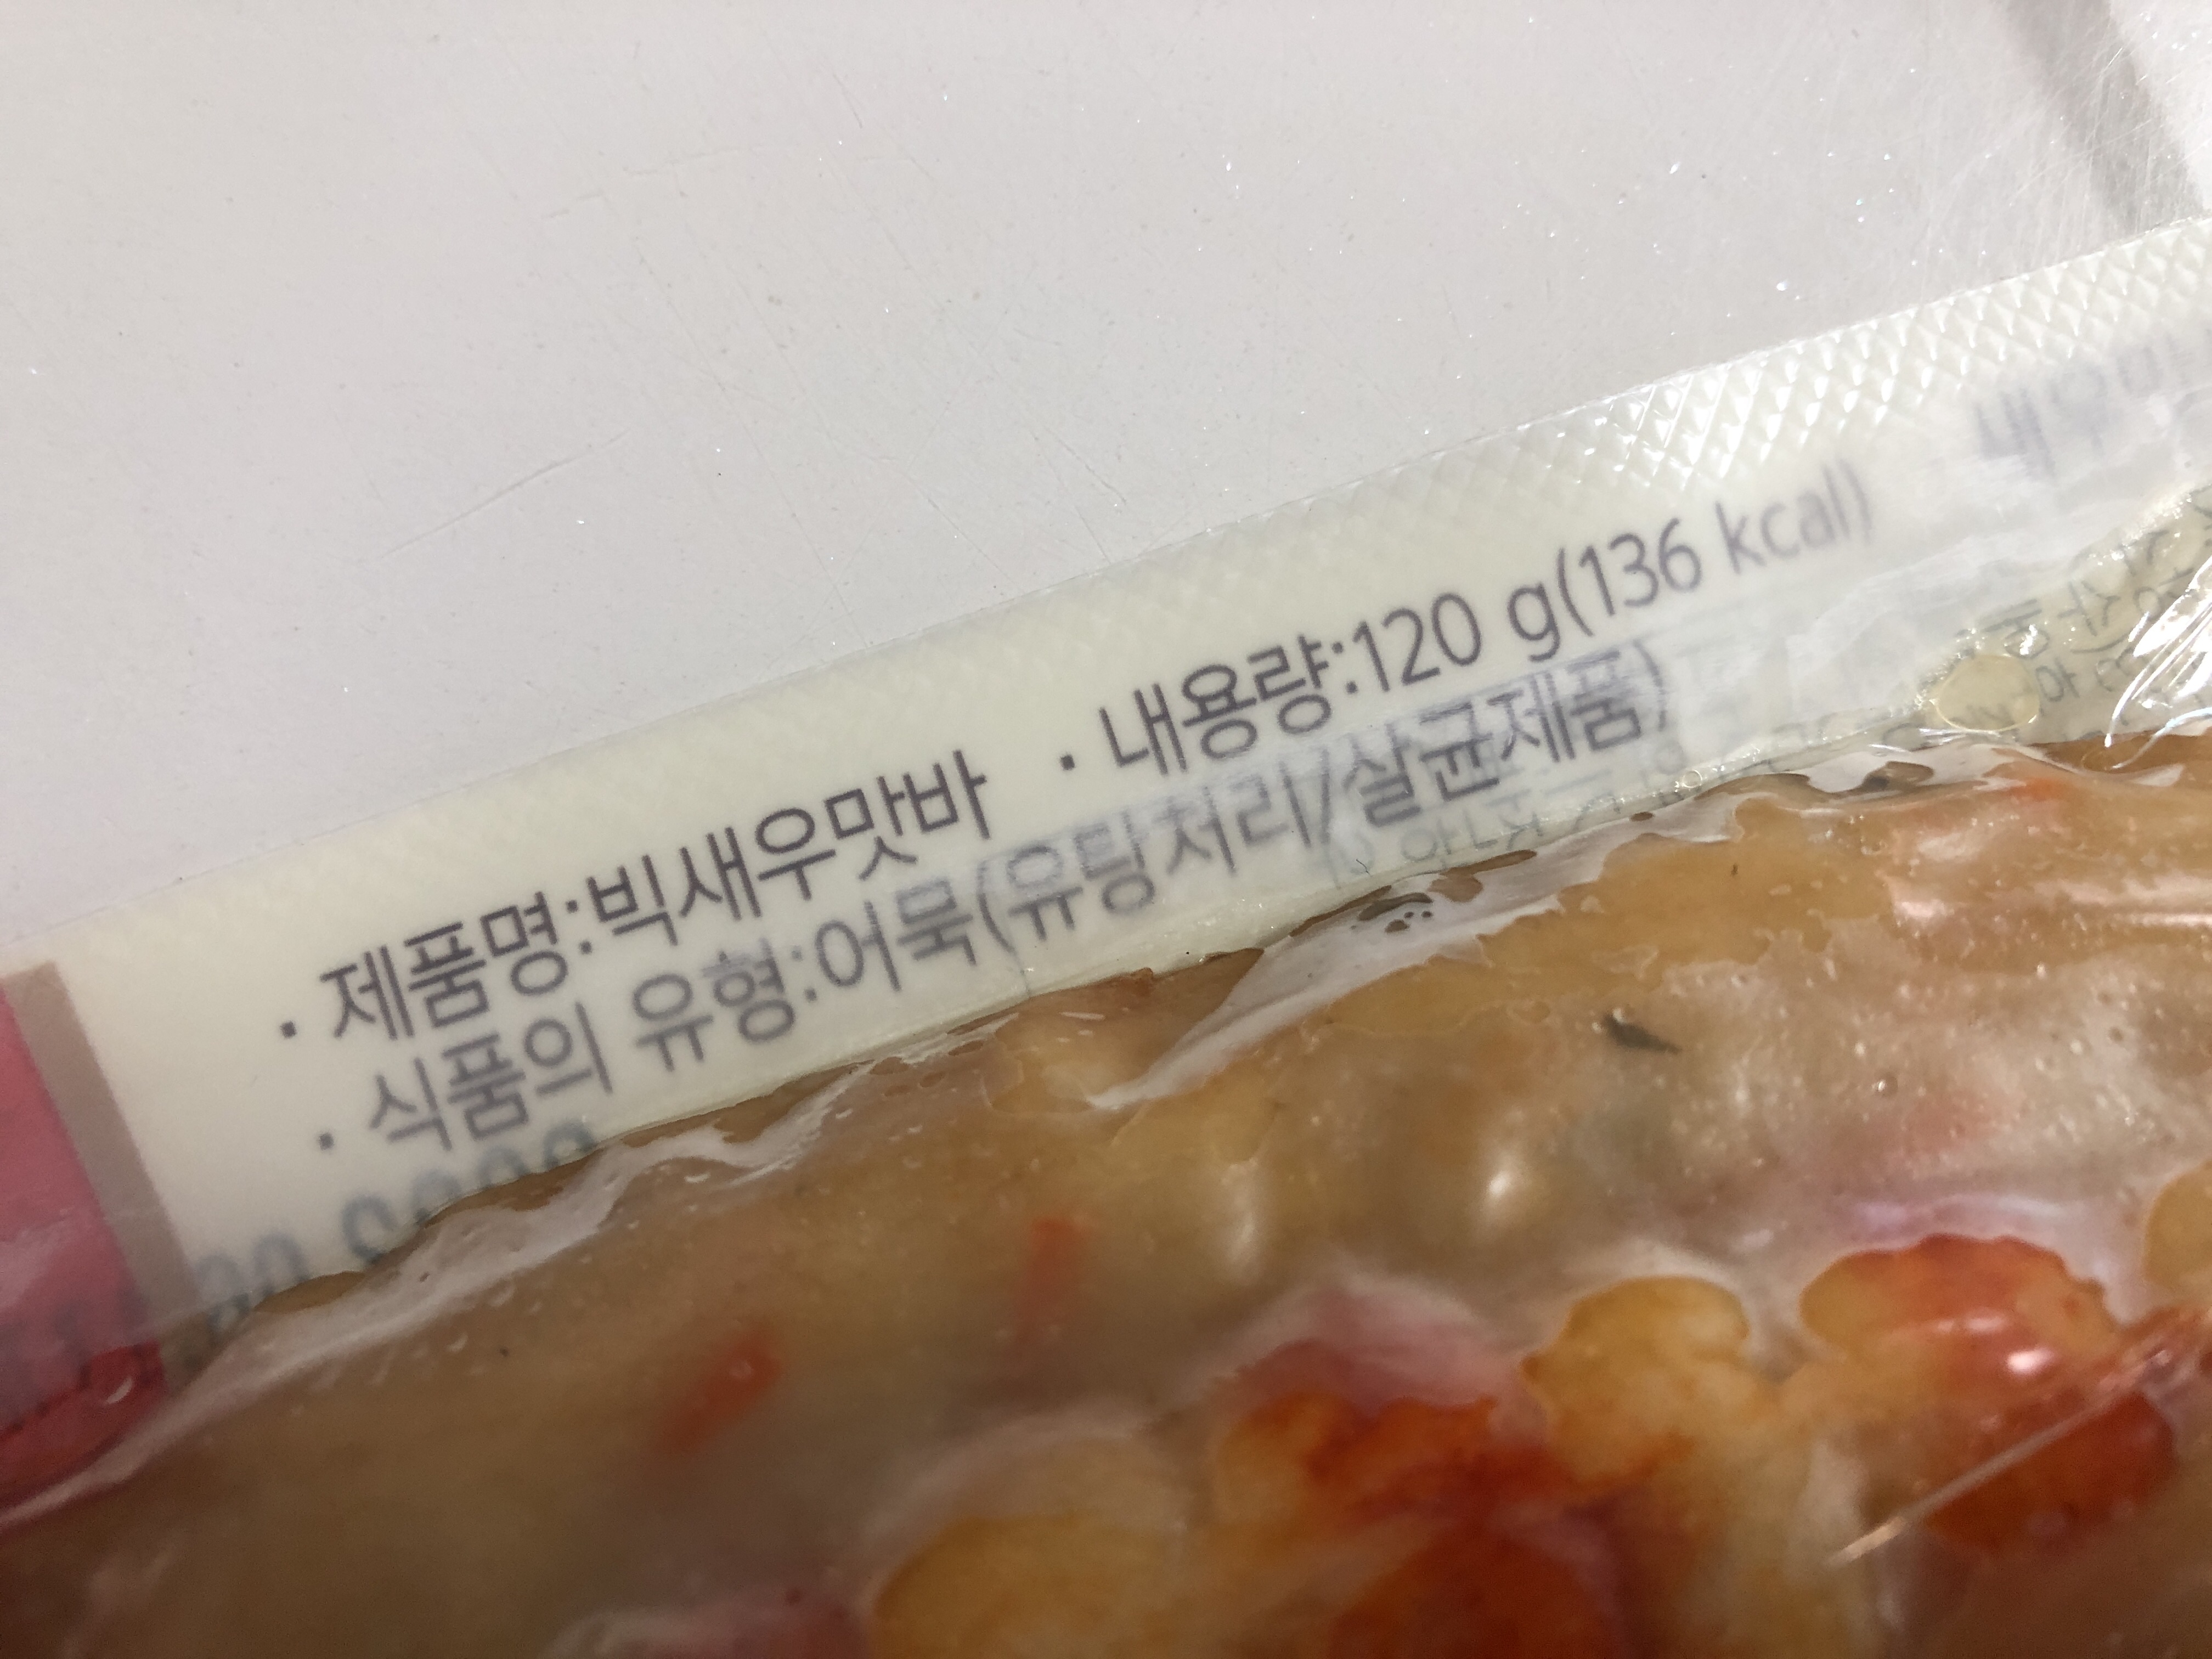 · 제품명:빅새우맛바 · 내용량:120 g(136 kcal)
· 식품의 유형:어묵(유탕처리/살균제품)